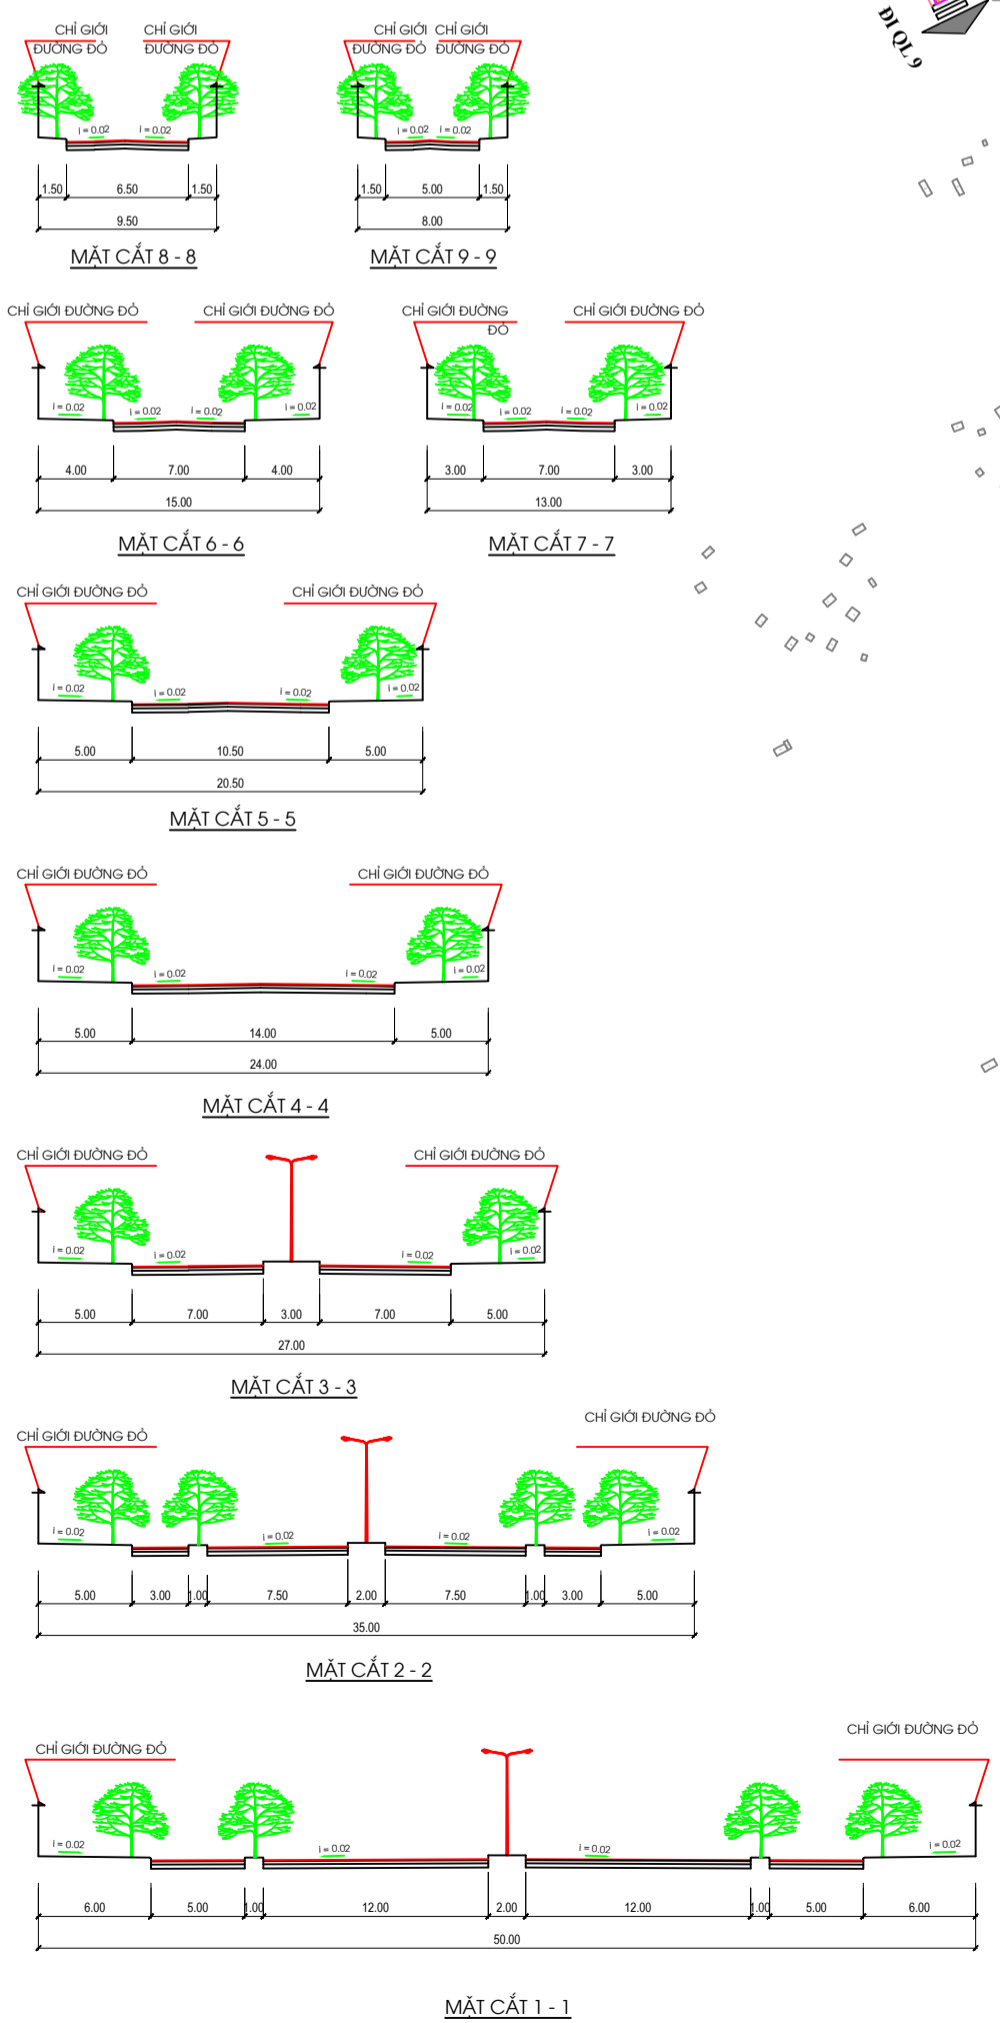 ĐI QL 9
CHỈ GIỚI
ĐƯỜNG ĐỎ
CHỈ GIỚI
ĐƯỜNG ĐỎ
i = 0.02
i = 0.02
1.50
6.50
1.50
9.50
MẶT CẮT 8 - 8
CHỈ GIỚI
ĐƯỜNG ĐỎ
CHỈ GIỚI
ĐƯỜNG ĐỎ
i = 0.02
i = 0.02
1.50
5.00
1.50
8.00
MẶT CẮT 9 - 9
CHỈ GIỚI ĐƯỜNG ĐỎ
CHỈ GIỚI ĐƯỜNG ĐỎ
i = 0.02
i = 0.02
i = 0.02
i = 0.02
4.00
7.00
4.00
15.00
MẶT CẮT 6 - 6
CHỈ GIỚI ĐƯỜNG
ĐỎ
CHỈ GIỚI ĐƯỜNG ĐỎ
i = 0.02
i = 0.02
i = 0.02
i = 0.02
3.00
7.00
3.00
13.00
MẶT CẮT 7 - 7
CHỈ GIỚI ĐƯỜNG ĐỎ
CHỈ GIỚI ĐƯỜNG ĐỎ
i = 0.02
i = 0.02
i = 0.02
i = 0.02
5.00
10.50
5.00
20.50
MẶT CẮT 5 - 5
CHỈ GIỚI ĐƯỜNG ĐỎ
CHỈ GIỚI ĐƯỜNG ĐỎ
i = 0.02
i = 0.02
i = 0.02
i = 0.02
5.00
14.00
5.00
24.00
MẶT CẮT 4 - 4
CHỈ GIỚI ĐƯỜNG ĐỎ
CHỈ GIỚI ĐƯỜNG ĐỎ
i = 0.02
i = 0.02
i = 0.02
i = 0.02
5.00
7.00
3.00
7.00
5.00
27.00
MẶT CẮT 3 - 3
CHỈ GIỚI ĐƯỜNG ĐỎ
CHỈ GIỚI ĐƯỜNG ĐỎ
i = 0.02
i = 0.02
i = 0.02
i = 0.02
5.00
3.00
1.00
7.50
2.00
7.50
1.00
3.00
5.00
35.00
MẶT CẮT 2 - 2
CHỈ GIỚI ĐƯỜNG ĐỎ
CHỈ GIỚI ĐƯỜNG ĐỎ
i = 0.02
i = 0.02
i = 0.02
i = 0.02
6.00
5.00
1.00
12.00
2.00
12.00
1.00
5.00
6.00
50.00
MẶT CẮT 1 - 1